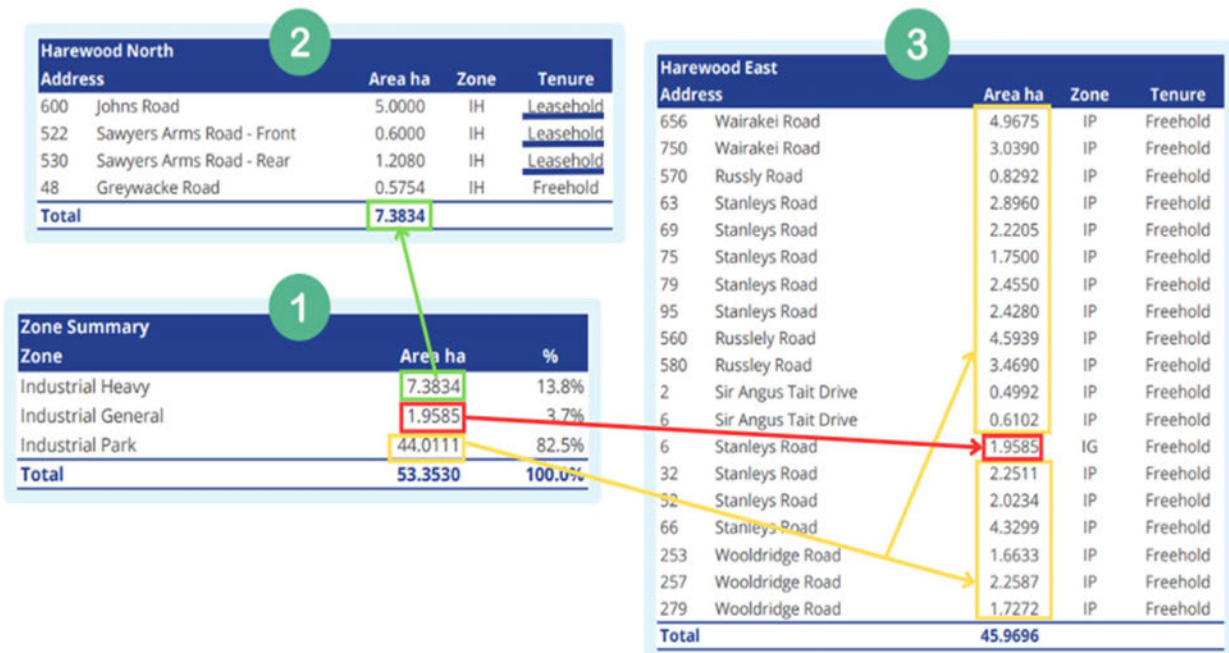 2
Harewood North
Address Area ha Zone Tenure
600 Johns Road 5.0000 IH Leasehold
522 Sawyers Arms Road - Front 0.6000 IH Leasehold
530 Sawyers Arms Road - Rear 1.2080 IH Leasehold
48 Greywacke Road 0.5754 IH Freehold
Total 7.3834
1
Zone Summary
Zone Area ha %
Industrial Heavy 7.3834 13.8%
Industrial General 1.9585 3.7%
Industrial Park 44.0111 82.5%
Total 53.3530 100.0%
3
Harewood East
Address Area ha Zone Tenure
656 Wairakei Road 4.9675 IP Freehold
750 Wairakei Road 3.0390 IP Freehold
570 Russly Road 0.8292 IP Freehold
63 Stanleys Road 2.8960 IP Freehold
69 Stanleys Road 2.2205 IP Freehold
75 Stanleys Road 1.7500 IP Freehold
79 Stanleys Road 2.4550 IP Freehold
95 Stanleys Road 2.4280 IP Freehold
560 Russlely Road 4.5939 IP Freehold
580 Russley Road 3.4690 IP Freehold
2 Sir Angus Tait Drive 0.4992 IP Freehold
6 Sir Angus Tait Drive 0.6102 IP Freehold
6 Stanleys Road 1.9585 IG Freehold
32 Stanleys Road 2.2511 IP Freehold
52 Stanleys Road 2.0234 IP Freehold
66 Stanleys Road 4.3299 IP Freehold
253 Wooldridge Road 1.6633 IP Freehold
257 Wooldridge Road 2.2587 IP Freehold
279 Wooldridge Road 1.7272 IP Freehold
Total 45.9696